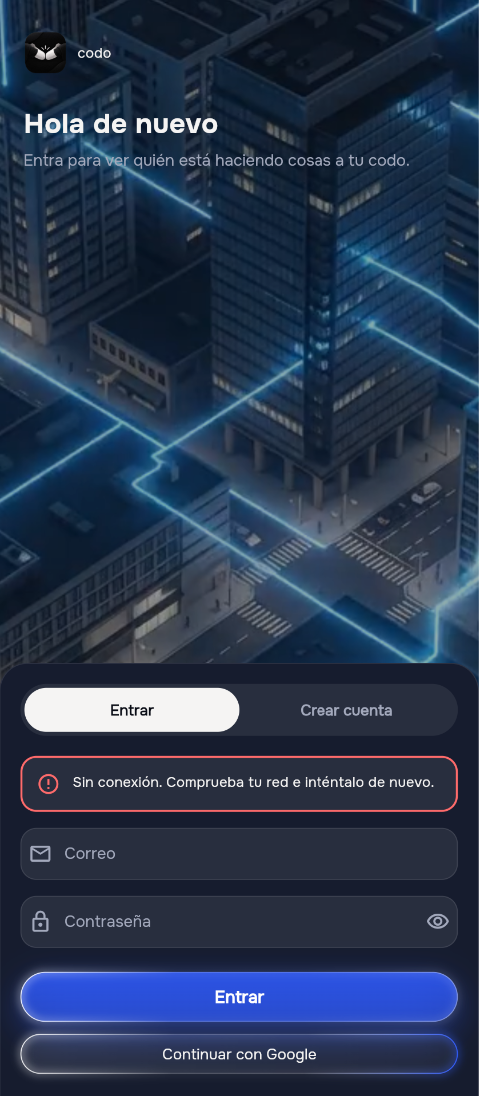 codo
Hola de nuevo
Entra para ver quién está haciendo cosas a tu codo.
Entrar
Crear cuenta
Sin conexión. Comprueba tu red e inténtalo de nuevo.
Correo
Contraseña
Entrar
Continuar con Google